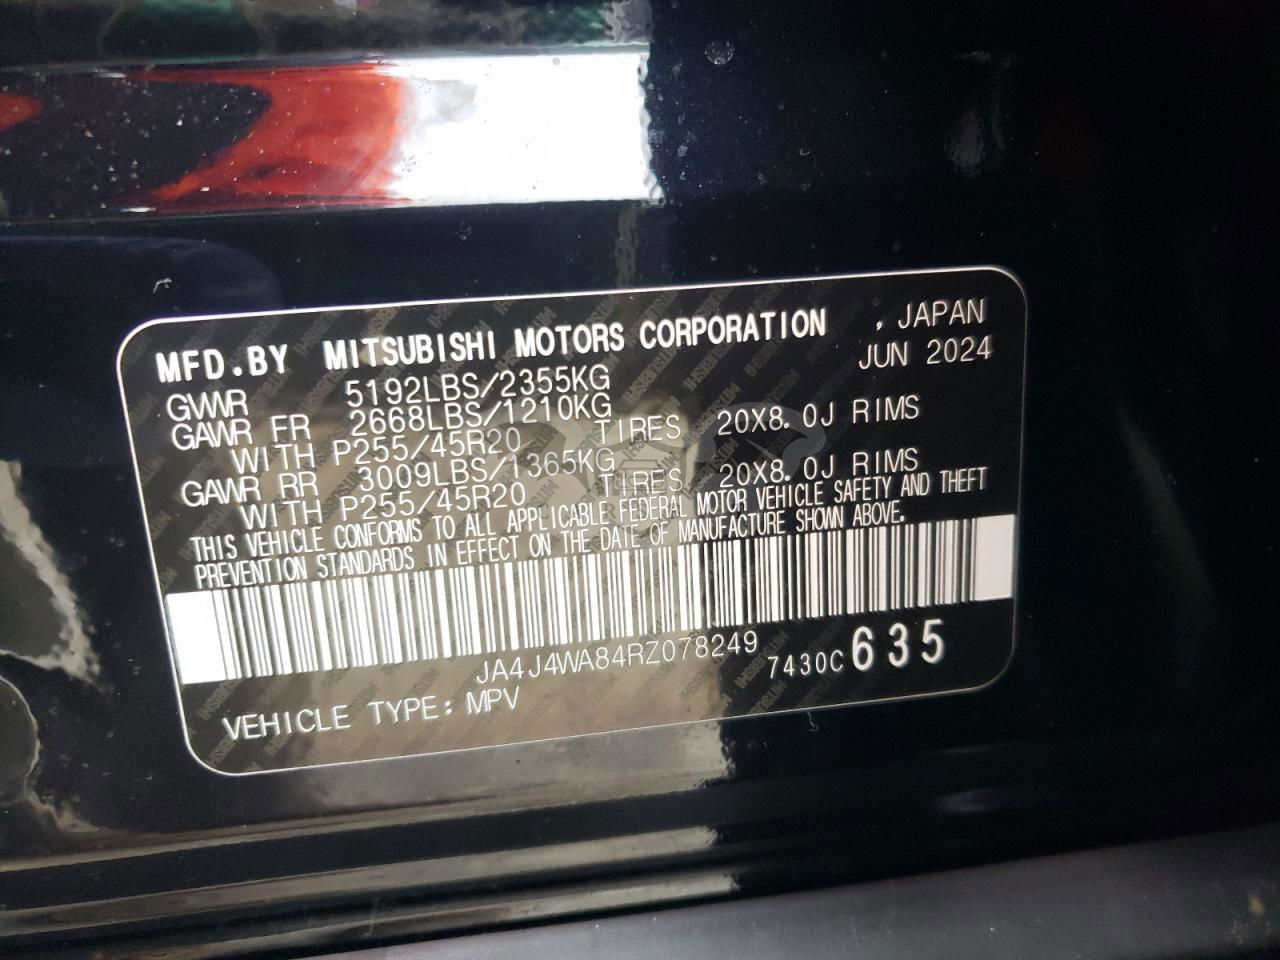 MFD.BY MITSUBISHI MOTORS CORPORATION , JAPAN
JUN 2024
GVWR 5192LBS/2355KG
GAWR FR 2668LBS/1210KG
WITH P255/45R20 TIRES 20X8.0J RIMS
GAWR RR 3009LBS/1365KG
WITH P255/45R20 TIRES 20X8.0J RIMS
THIS VEHICLE CONFORMS TO ALL APPLICABLE FEDERAL MOTOR VEHICLE SAFETY AND THEFT
PREVENTION STANDARDS IN EFFECT ON THE DATE OF MANUFACTURE SHOWN ABOVE.
JA4J4WA84RZ078249 7430C 635
VEHICLE TYPE: MPV